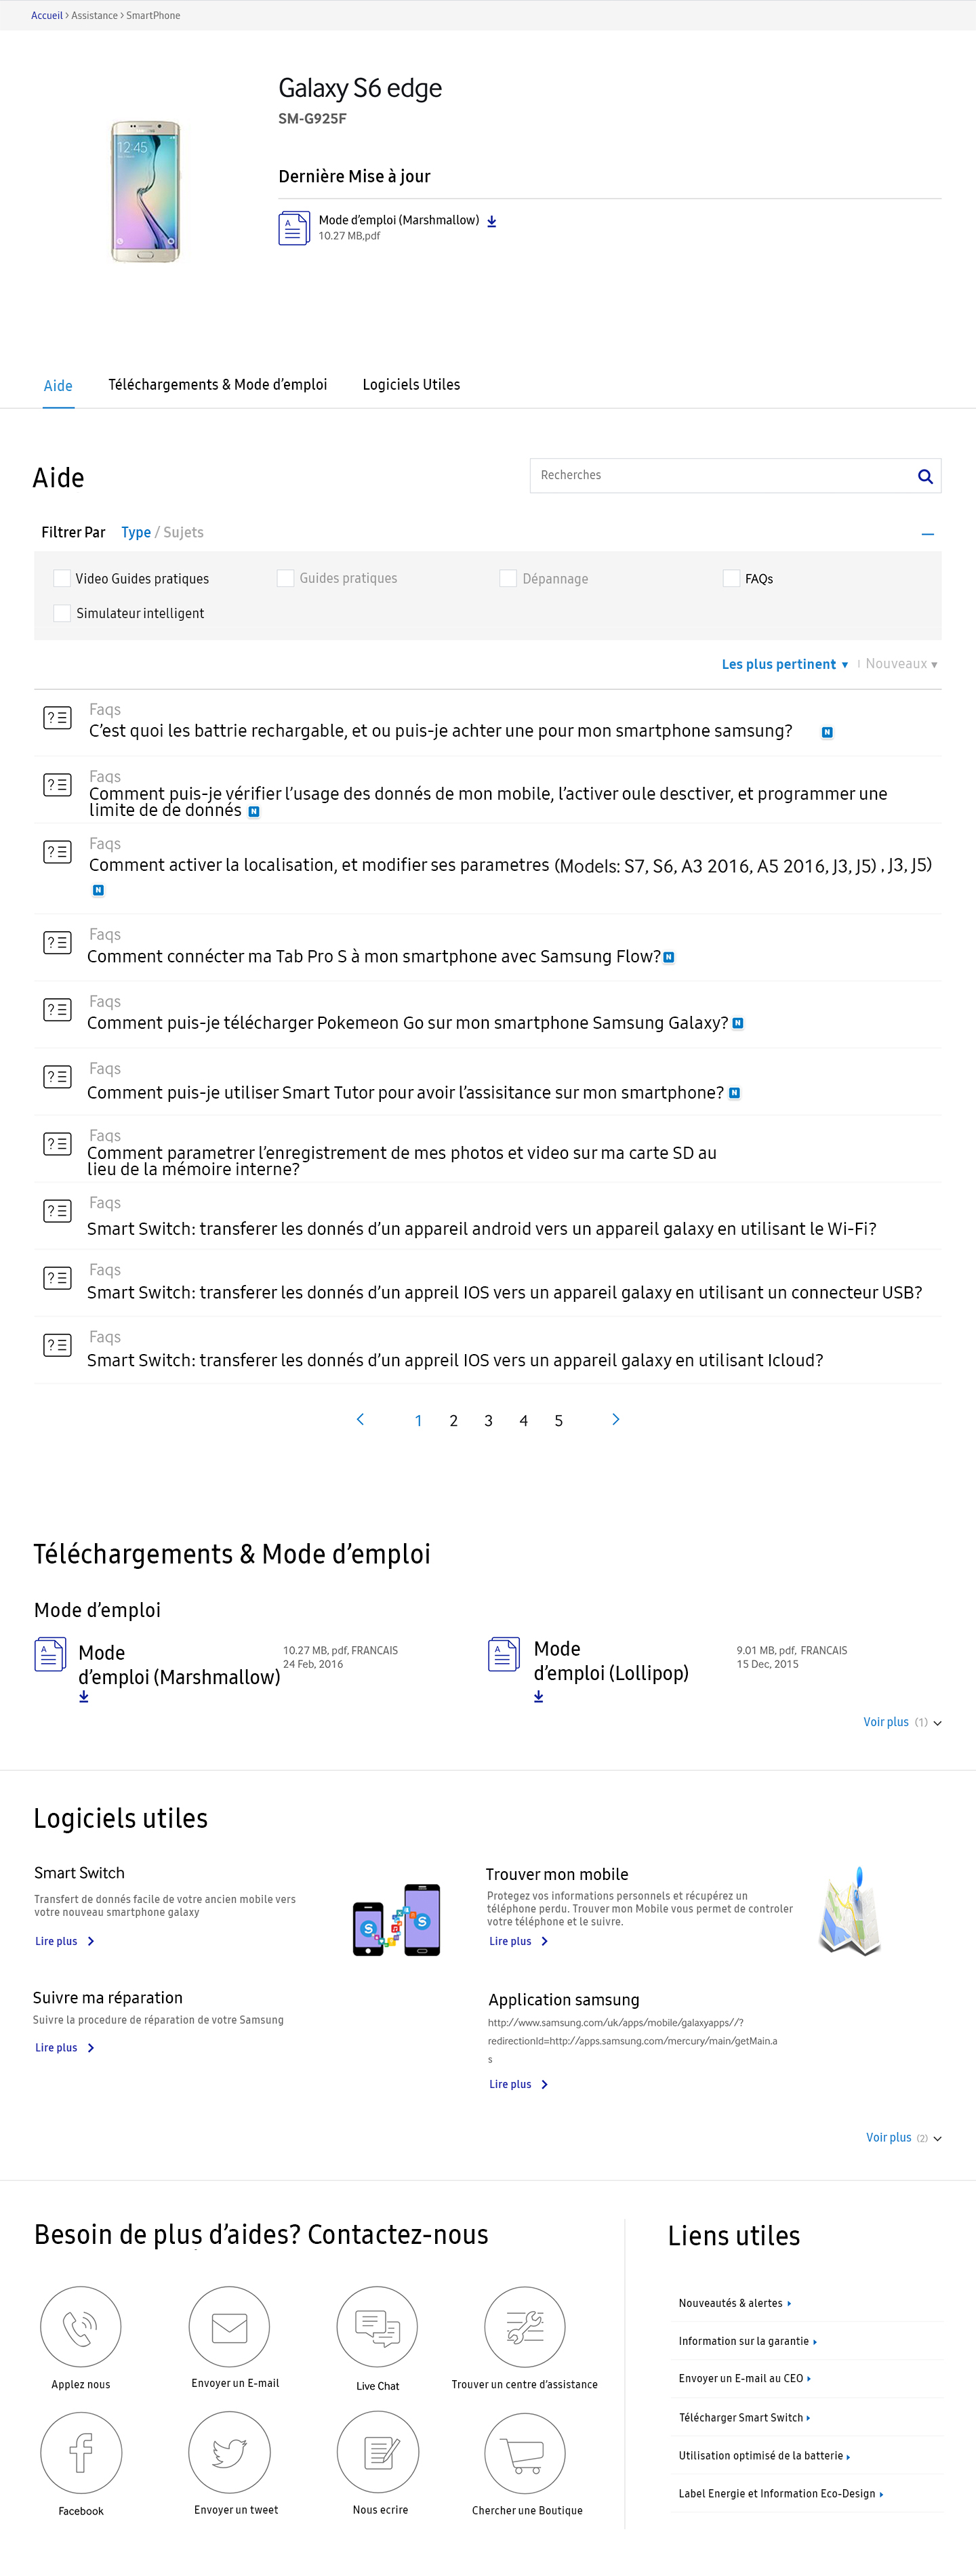 Accueil > Assistance > SmartPhone
Galaxy S6 edge
SM-G925F
12:45
Dernière Mise à jour
Mode d'emploi (Marshmallow)
10.27 MB,pdf
Aide
Téléchargements & Mode d'emploi
Logiciels Utiles
Aide
Recherches
Filtrer Par Type / Sujets
Video Guides pratiques
Guides pratiques
Dépannage
FAQs
Simulateur intelligent
Les plus pertinent ▼ | Nouveaux ▼
Faqs
C'est quoi les battrie rechargable, et ou puis-je achter une pour mon smartphone samsung? N
Faqs
Comment puis-je vérifier l'usage des donnés de mon mobile, l'activer oule desctiver, et programmer une
limite de de donnés N
Faqs
Comment activer la localisation, et modifier ses parametres (Models: S7, S6, A3 2016, A5 2016, J3, J5) , J3, J5)
N
Faqs
Comment connécter ma Tab Pro S à mon smartphone avec Samsung Flow? N
Faqs
Comment puis-je télécharger Pokemeon Go sur mon smartphone Samsung Galaxy? N
Faqs
Comment puis-je utiliser Smart Tutor pour avoir l'assisitance sur mon smartphone? N
Faqs
Comment parametrer l'enregistrement de mes photos et video sur ma carte SD au
lieu de la mémoire interne?
Faqs
Smart Switch: transferer les donnés d'un appareil android vers un appareil galaxy en utilisant le Wi-Fi?
Faqs
Smart Switch: transferer les donnés d'un appreil IOS vers un appareil galaxy en utilisant un connecteur USB?
Faqs
Smart Switch: transferer les donnés d'un appreil IOS vers un appareil galaxy en utilisant Icloud?
1 2 3 4 5
Téléchargements & Mode d'emploi
Mode d'emploi
Mode
d'emploi (Marshmallow)
10.27 MB, pdf, FRANCAIS
24 Feb, 2016
Mode
d'emploi (Lollipop)
9.01 MB, pdf, FRANCAIS
15 Dec, 2015
Voir plus (1)
Logiciels utiles
Smart Switch
Transfert de donnés facile de votre ancien mobile vers
votre nouveau smartphone galaxy
Lire plus
Trouver mon mobile
Protegez vos informations personnels et récupérez un
téléphone perdu. Trouver mon Mobile vous permet de controler
votre téléphone et le suivre.
Lire plus
Suivre ma réparation
Suivre la procedure de réparation de votre Samsung
Lire plus
Application samsung
http://www.samsung.com/uk/apps/mobile/galaxyapps//?
redirectionId=http://apps.samsung.com/mercury/main/getMain.a
s
Lire plus
Voir plus (2)
Besoin de plus d'aides? Contactez-nous
Applez nous
Envoyer un E-mail
Live Chat
Trouver un centre d'assistance
Facebook
Envoyer un tweet
Nous ecrire
Chercher une Boutique
Liens utiles
Nouveautés & alertes
Information sur la garantie
Envoyer un E-mail au CEO
Télécharger Smart Switch
Utilisation optimisé de la batterie
Label Energie et Information Eco-Design